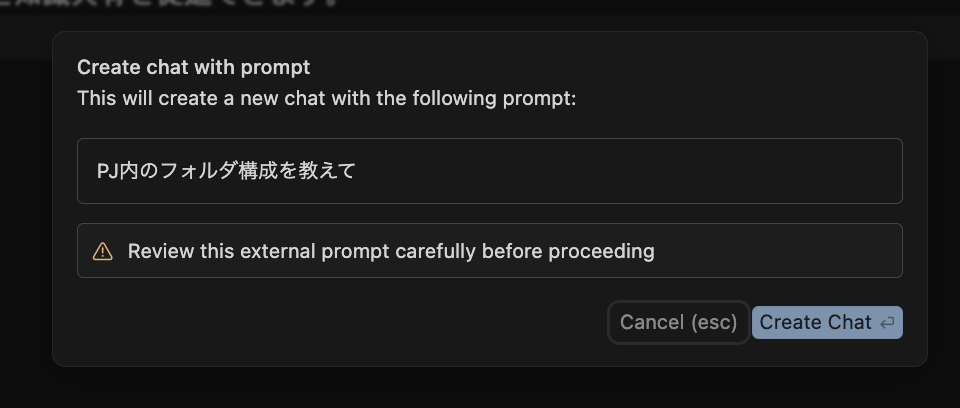 Create chat with prompt
This will create a new chat with the following prompt:
PJ内のフォルダ構成を教えて
Review this external prompt carefully before proceeding
Cancel (esc)
Create Chat ⏎